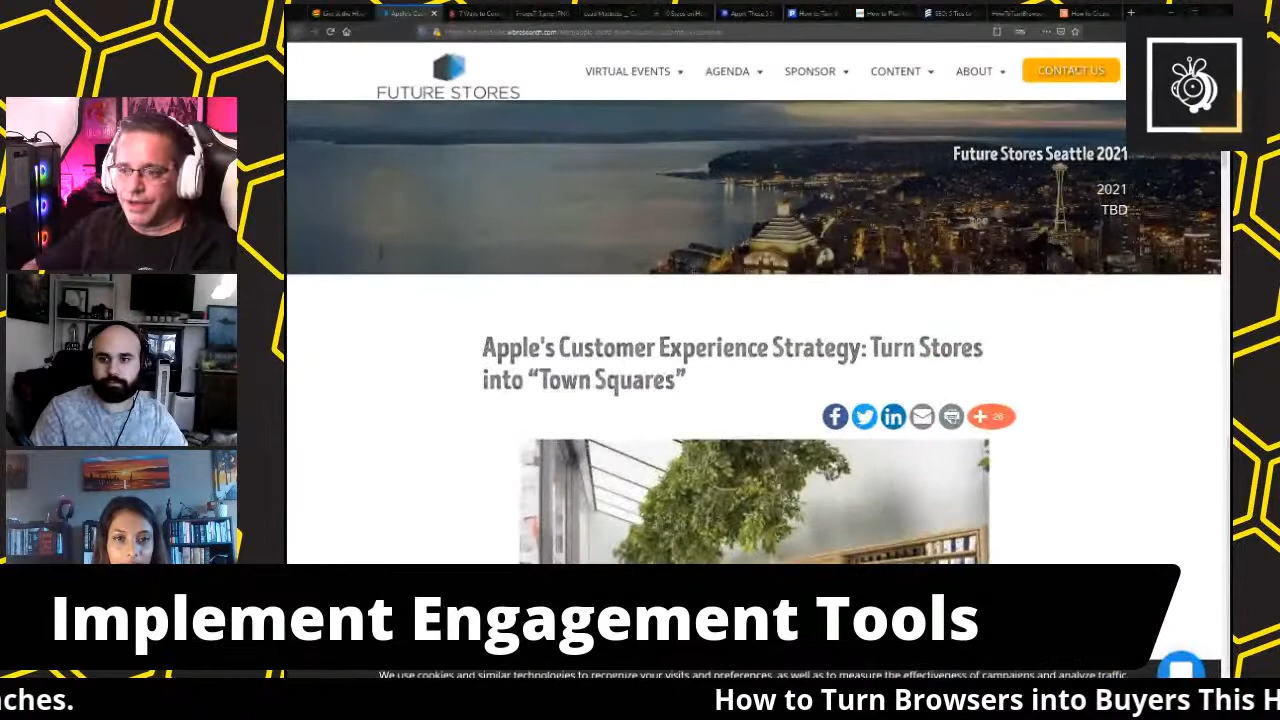 wbresearch.com
FUTURE STORES
VIRTUAL EVENTS
AGENDA
SPONSOR
CONTENT
ABOUT
CONTACT US
Future Stores Seattle 2021
2021
TBD
Apple's Customer Experience Strategy: Turn Stores
into “Town Squares”
26
Implement Engagement Tools
We use cookies and similar technologies to recognize your visits and preferences, as well as to measure the effectiveness of campaigns and analyze traffic.
aches.
How to Turn Browsers into Buyers This H